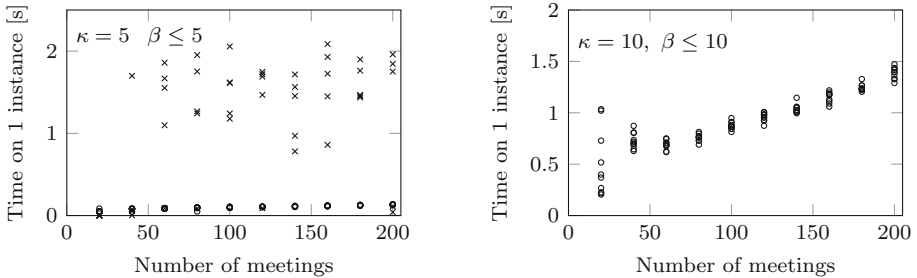 Time on 1 instance [s]
κ = 5 β ≤ 5
2
1
0
0 50 100 150 200
Number of meetings
Time on 1 instance [s]
κ = 10, β ≤ 10
2
1.5
1
0.5
0
0 50 100 150 200
Number of meetings